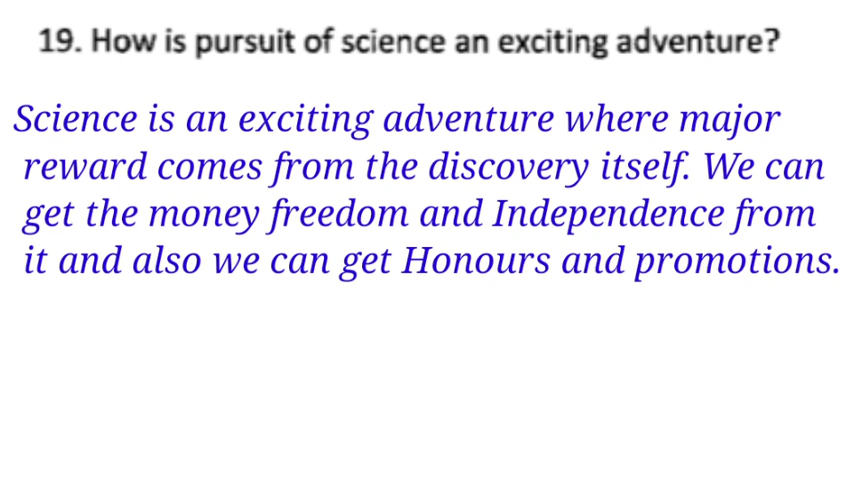 19. How is pursuit of science an exciting adventure?
Science is an exciting adventure where major
reward comes from the discovery itself. We can
get the money freedom and Independence from
it and also we can get Honours and promotions.